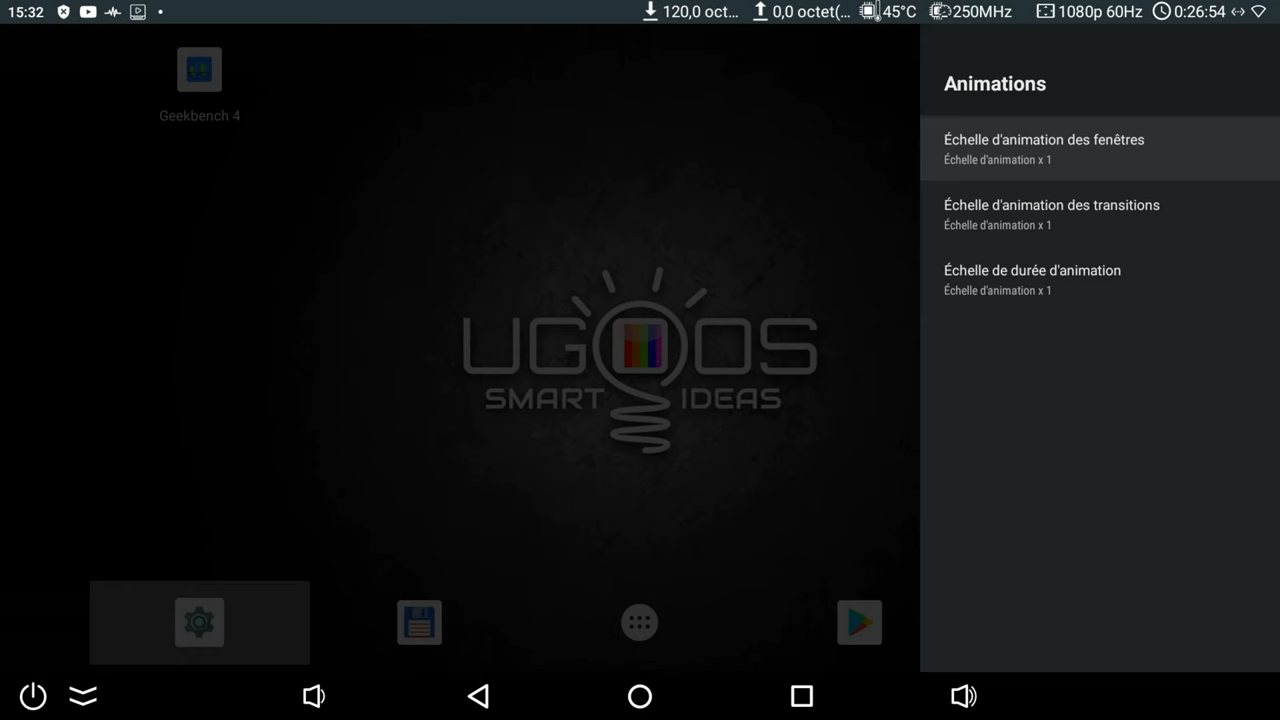 15:32
120,0 oct...
0,0 octet(...
45°C
250MHz
1080p 60Hz
0:26:54
Geekbench 4
Animations
Échelle d'animation des fenêtres
Échelle d'animation x 1
Échelle d'animation des transitions
Échelle d'animation x 1
Échelle de durée d'animation
Échelle d'animation x 1
UGOOS
SMART IDEAS